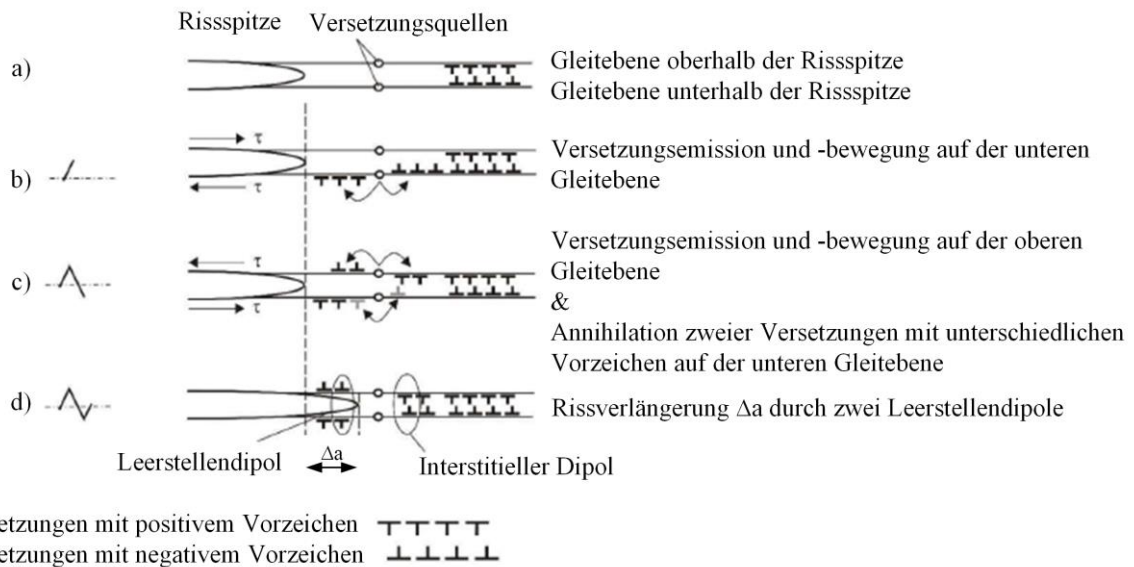 Rissspitze Versetzungsquellen
a)
Gleitebene oberhalb der Rissspitze
Gleitebene unterhalb der Rissspitze
b)
τ
τ
Versetzungsemission und -bewegung auf der unteren
Gleitebene
c)
τ
τ
Versetzungsemission und -bewegung auf der oberen
Gleitebene
&
Annihilation zweier Versetzungen mit unterschiedlichen
Vorzeichen auf der unteren Gleitebene
d)
Rissverlängerung Δa durch zwei Leerstellendipole
Leerstellendipol Δa Interstitieller Dipol
etzungen mit positivem Vorzeichen
etzungen mit negativem Vorzeichen